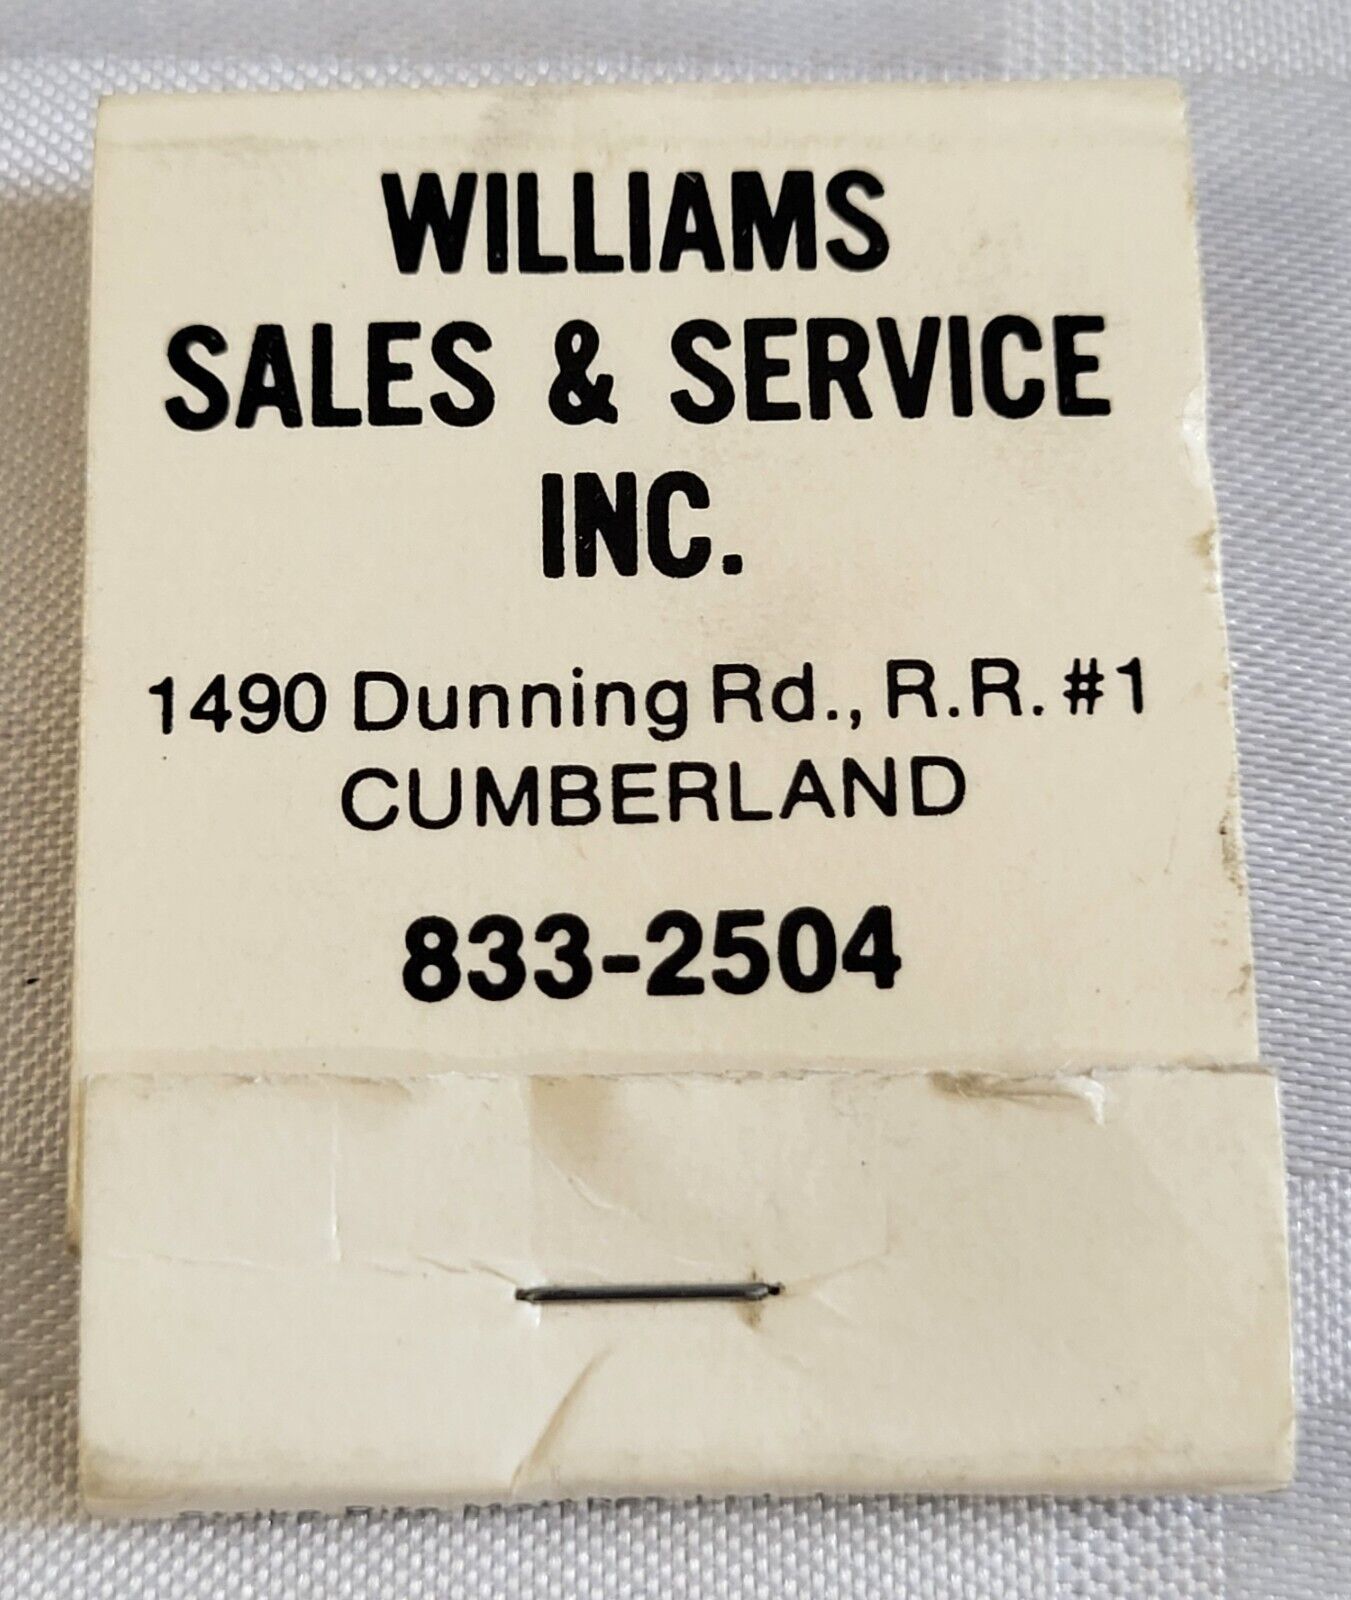 WILLIAMS
SALES & SERVICE
INC.
1490 Dunning Rd., R.R. #1
CUMBERLAND
833-2504